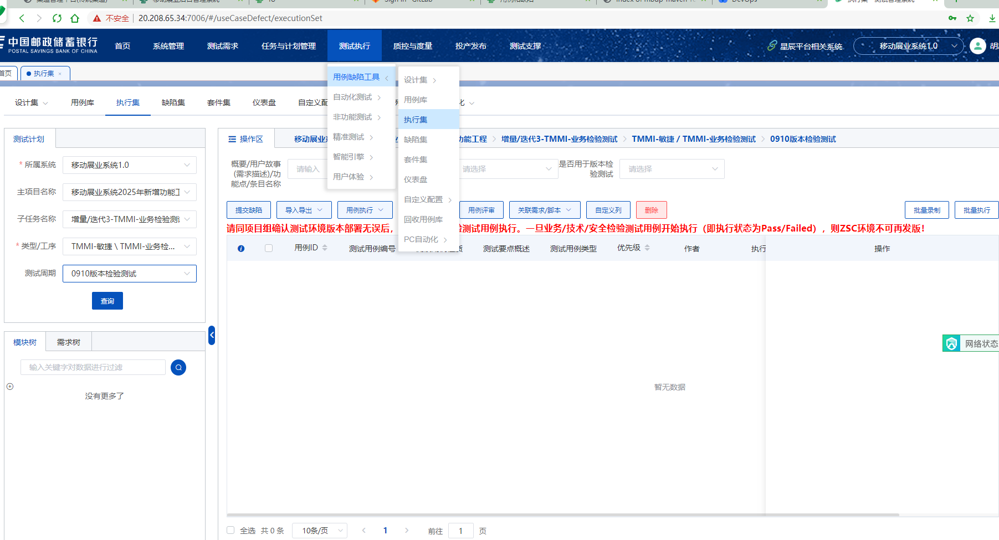 Sign in · GitLab
DevOps
不安全 20.208.65.34:7006/#/useCaseDefect/executionSet
中国邮政储蓄银行
POSTAL SAVINGS BANK OF CHINA
首页 系统管理 测试需求 任务与计划管理 测试执行 质控与度量 投产发布 测试支撑 星辰平台相关系统 移动展业系统1.0 胡
首页 执行集 ×
设计集 用例库 执行集 缺陷集 套件集 仪表盘 自定义配
化
用例缺陷工具
自动化测试
非功能测试
精准测试
智能引擎
用户体验
设计集
用例库
执行集
缺陷集
套件集
仪表盘
自定义配置
回收用例库
PC自动化
测试计划
* 所属系统 移动展业系统1.0
主项目名称 移动展业系统2025年新增功能工
子任务名称 增量/迭代3-TMMI-业务检验测试
* 类型/工序 TMMI-敏捷 \ TMMI-业务检...
测试周期 0910版本检验测试
查询
模块树 需求树
输入关键字对数据进行过滤
没有更多了
操作区 移动展业系 功能工程 增量/迭代3-TMMI-业务检验测试 TMMI-敏捷 / TMMI-业务检验测试 0910版本检验测试
概要/用户故事
(需求描述)/功
能点/条目名称
请输入
请选择
是否用于版本检
验测试
请选择
提交缺陷 导入导出 用例执行 用例评审 关联需求/脚本 自定义列 删除 批量录制 批量执行
请同项目组确认测试环境版本部署无误后， 验测试用例执行。一旦业务/技术/安全检验测试用例开始执行（即执行状态为Pass/Failed），则ZSC环境不可再发版！
用例ID 测试用例编号 测试要点概述 测试用例类型 优先级 作者 执行 操作
暂无数据
网络状态
全选 共 0 条 10条/页 1 前往 1 页